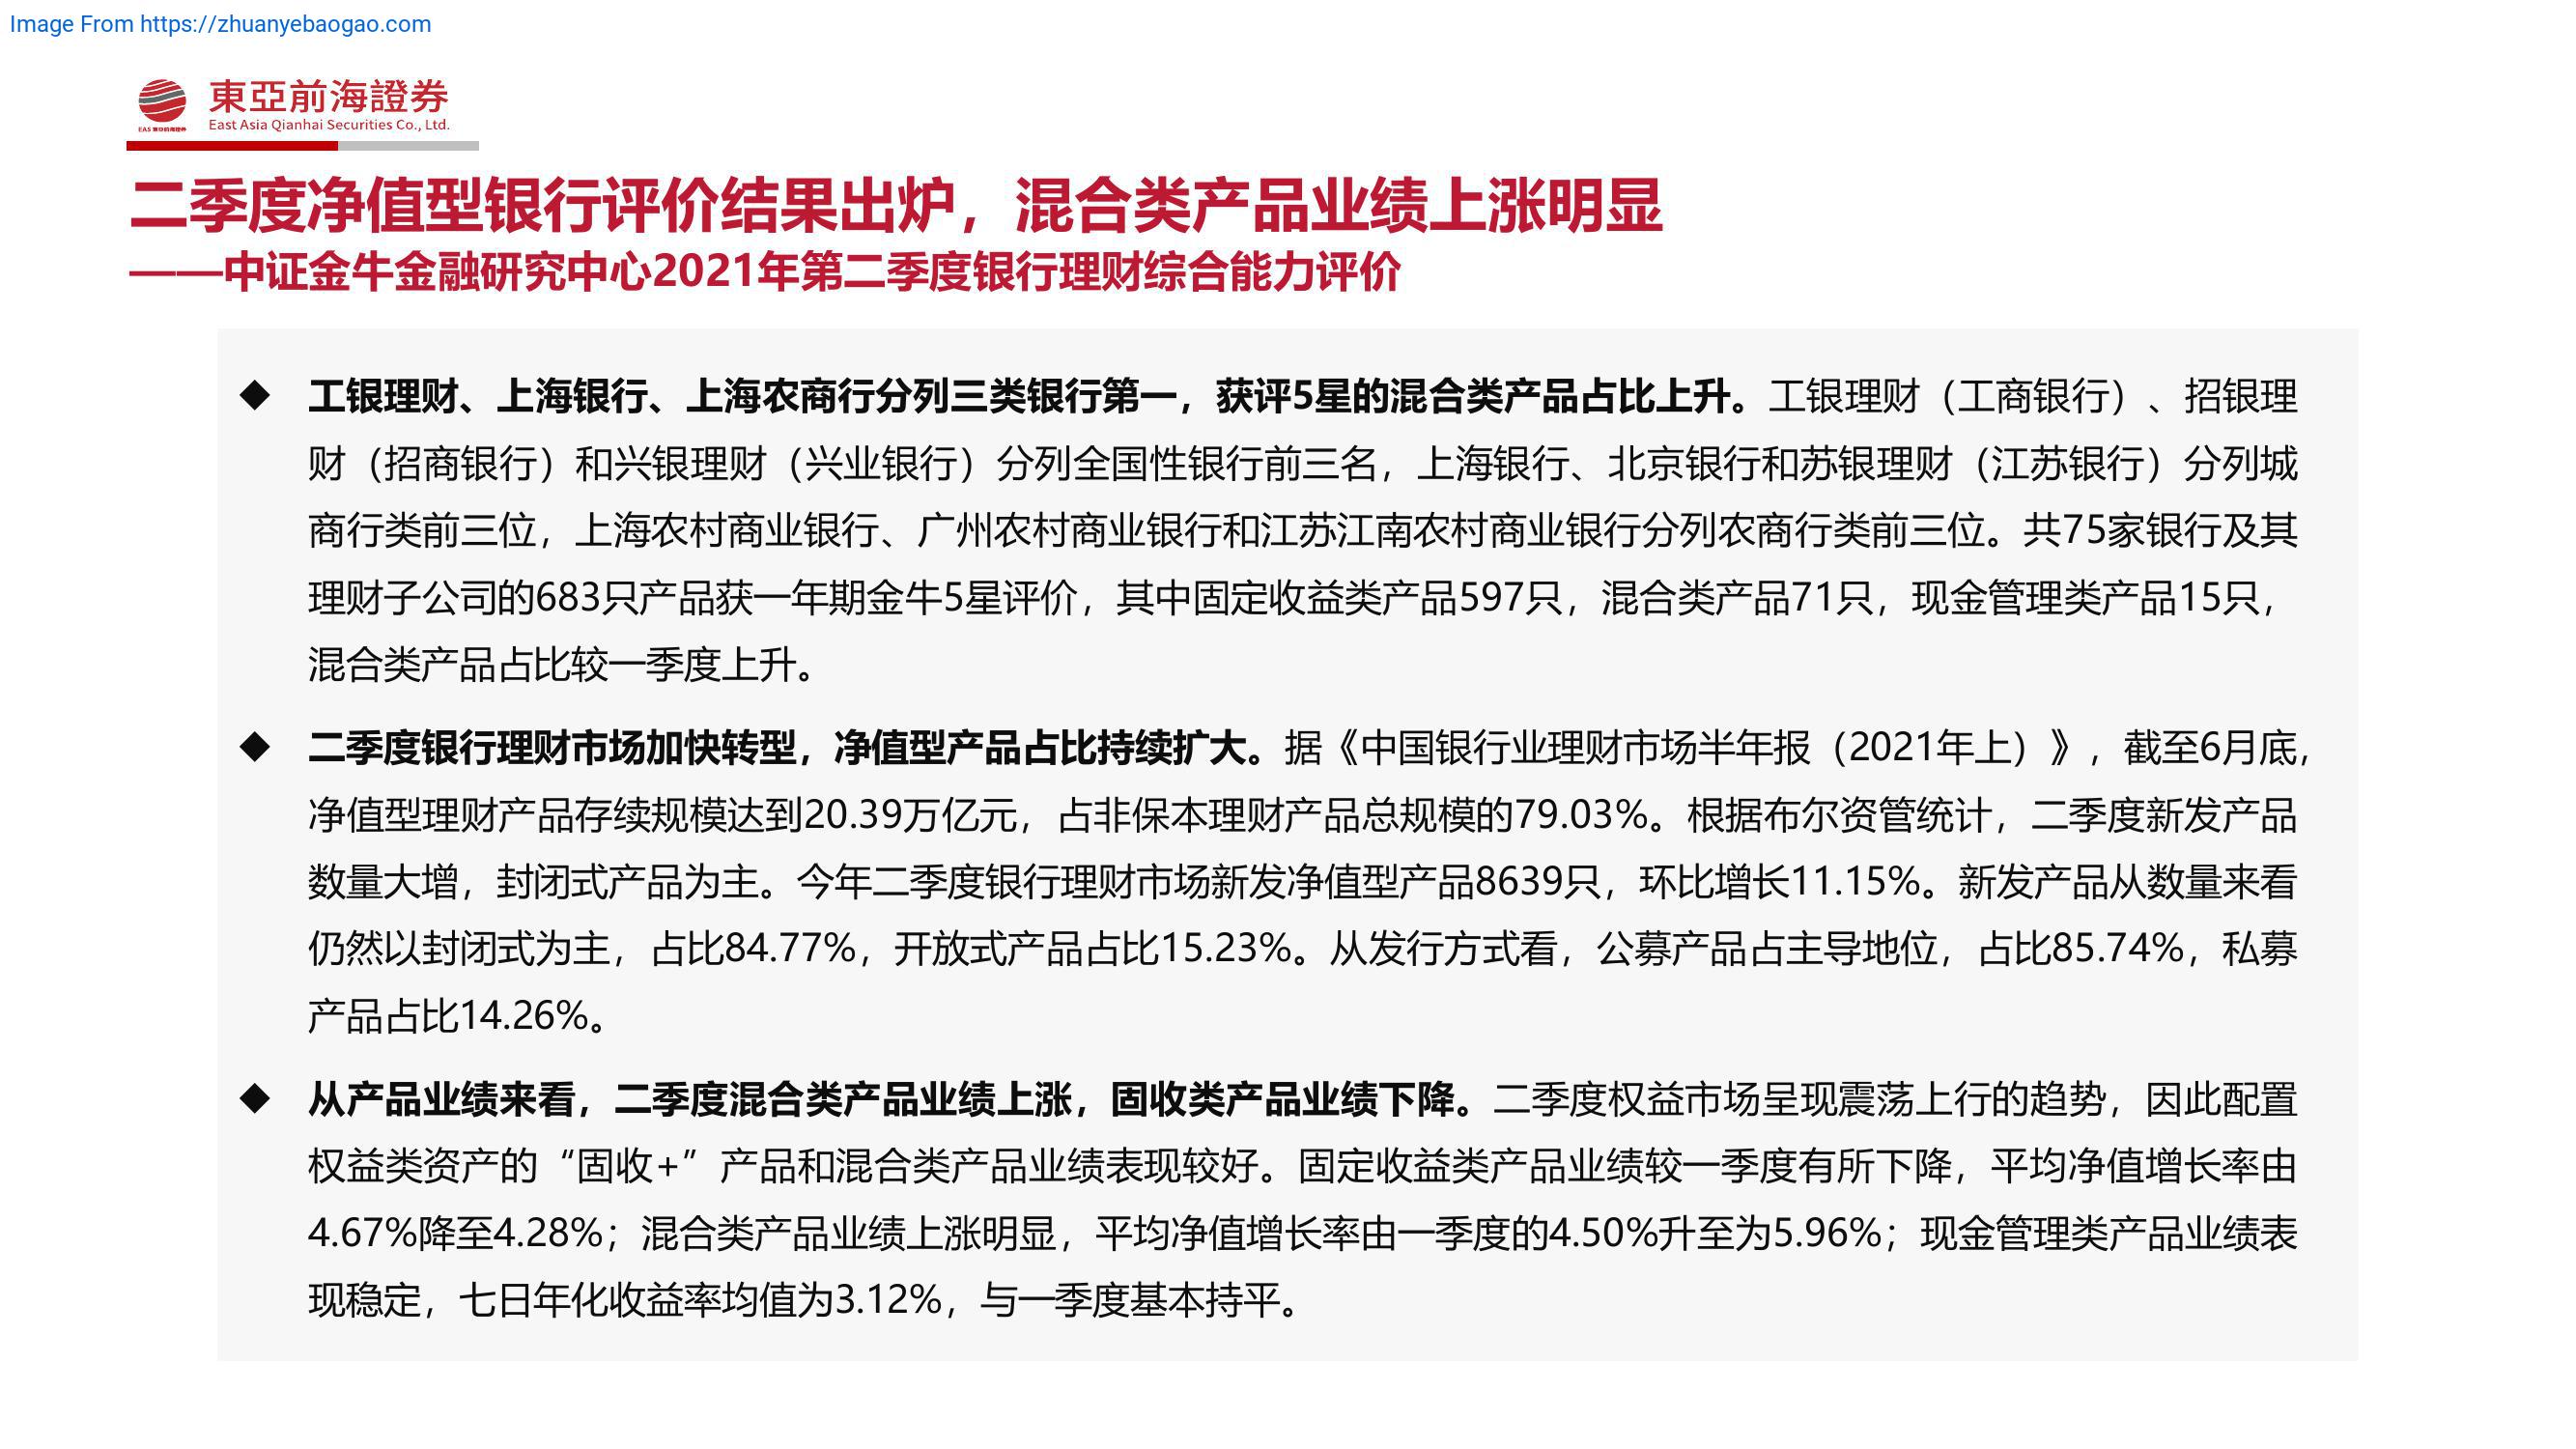 Image From https://zhuanyebaogao.com
東亞前海證券
East Asia Qianhai Securities Co., Ltd.
EAS 東亞前海證券
二季度净值型银行评价结果出炉，混合类产品业绩上涨明显
——中证金牛金融研究中心2021年第二季度银行理财综合能力评价
◆ 工银理财、上海银行、上海农商行分列三类银行第一，获评5星的混合类产品占比上升。工银理财（工商银行）、招银理
财（招商银行）和兴银理财（兴业银行）分列全国性银行前三名，上海银行、北京银行和苏银理财（江苏银行）分列城
商行类前三位，上海农村商业银行、广州农村商业银行和江苏江南农村商业银行分列农商行类前三位。共75家银行及其
理财子公司的683只产品获一年期金牛5星评价，其中固定收益类产品597只，混合类产品71只，现金管理类产品15只，
混合类产品占比较一季度上升。
◆ 二季度银行理财市场加快转型，净值型产品占比持续扩大。据《中国银行业理财市场半年报（2021年上）》，截至6月底，
净值型理财产品存续规模达到20.39万亿元，占非保本理财产品总规模的79.03%。根据布尔资管统计，二季度新发产品
数量大增，封闭式产品为主。今年二季度银行理财市场新发净值型产品8639只，环比增长11.15%。新发产品从数量来看
仍然以封闭式为主，占比84.77%，开放式产品占比15.23%。从发行方式看，公募产品占主导地位，占比85.74%，私募
产品占比14.26%。
◆ 从产品业绩来看，二季度混合类产品业绩上涨，固收类产品业绩下降。二季度权益市场呈现震荡上行的趋势，因此配置
权益类资产的“固收+”产品和混合类产品业绩表现较好。固定收益类产品业绩较一季度有所下降，平均净值增长率由
4.67%降至4.28%；混合类产品业绩上涨明显，平均净值增长率由一季度的4.50%升至为5.96%；现金管理类产品业绩表
现稳定，七日年化收益率均值为3.12%，与一季度基本持平。